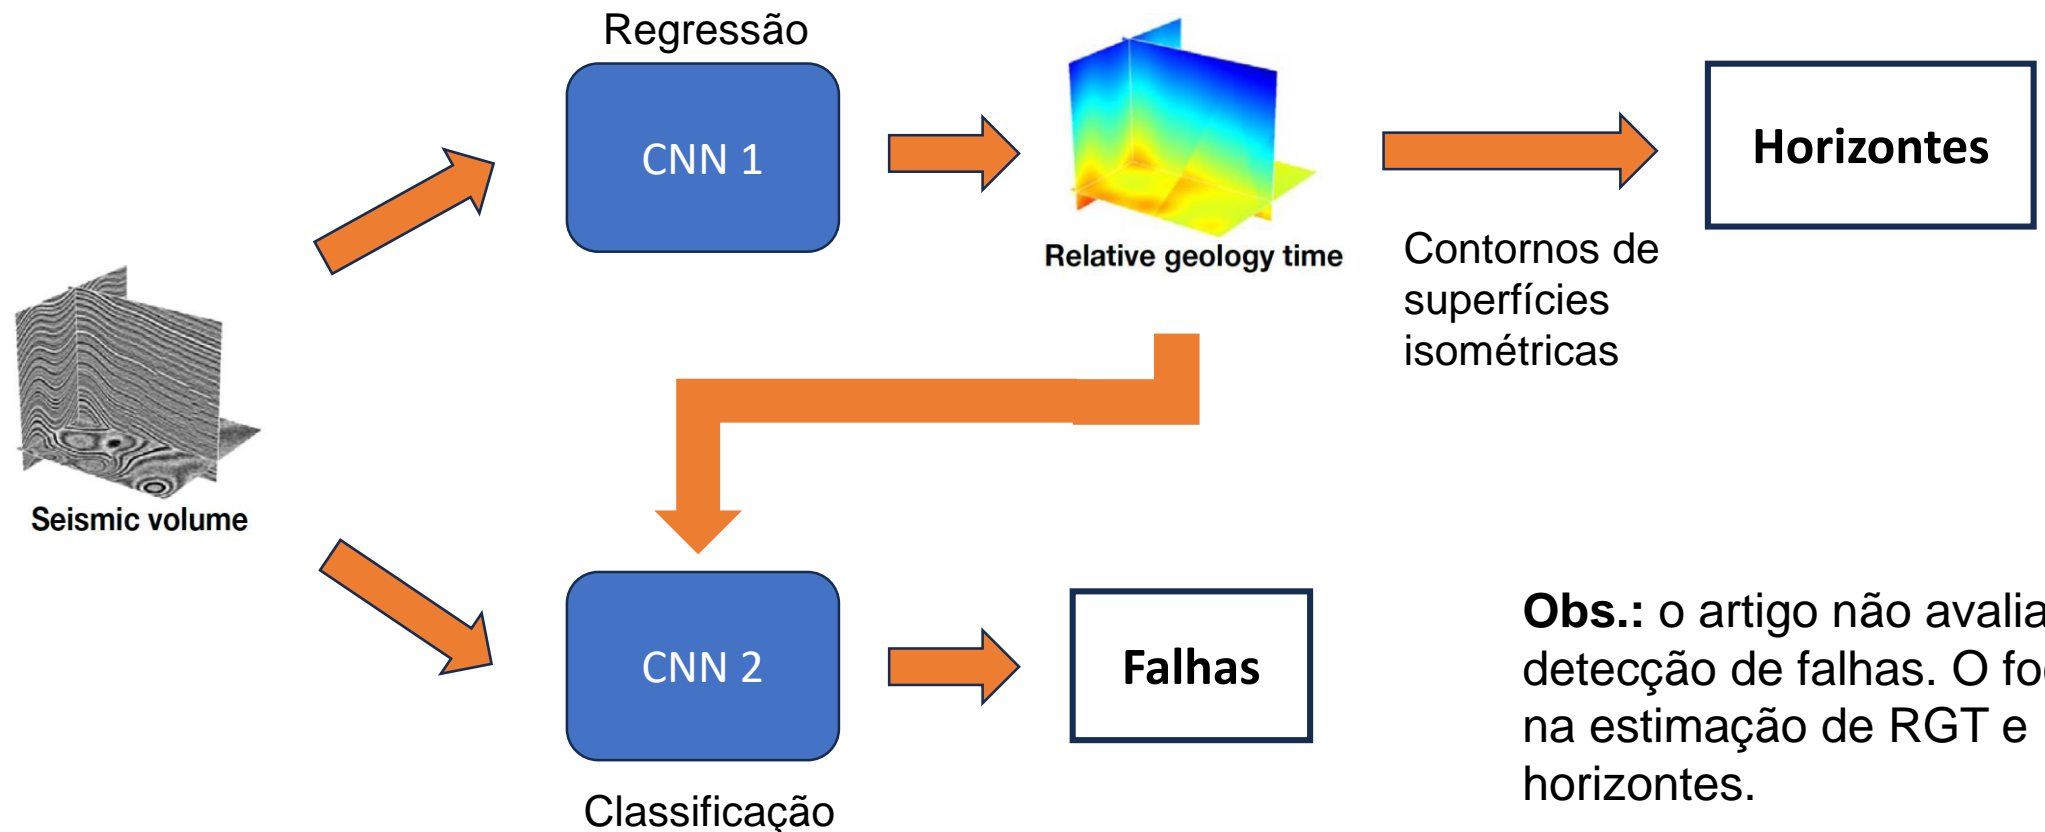 Regressão
CNN 1
Relative geology time
Horizontes
Contornos de
superfícies
isométricas
Seismic volume
CNN 2
Classificação
Falhas
Obs.: o artigo não avalia
detecção de falhas. O
na estimação de RGT e
horizontes.